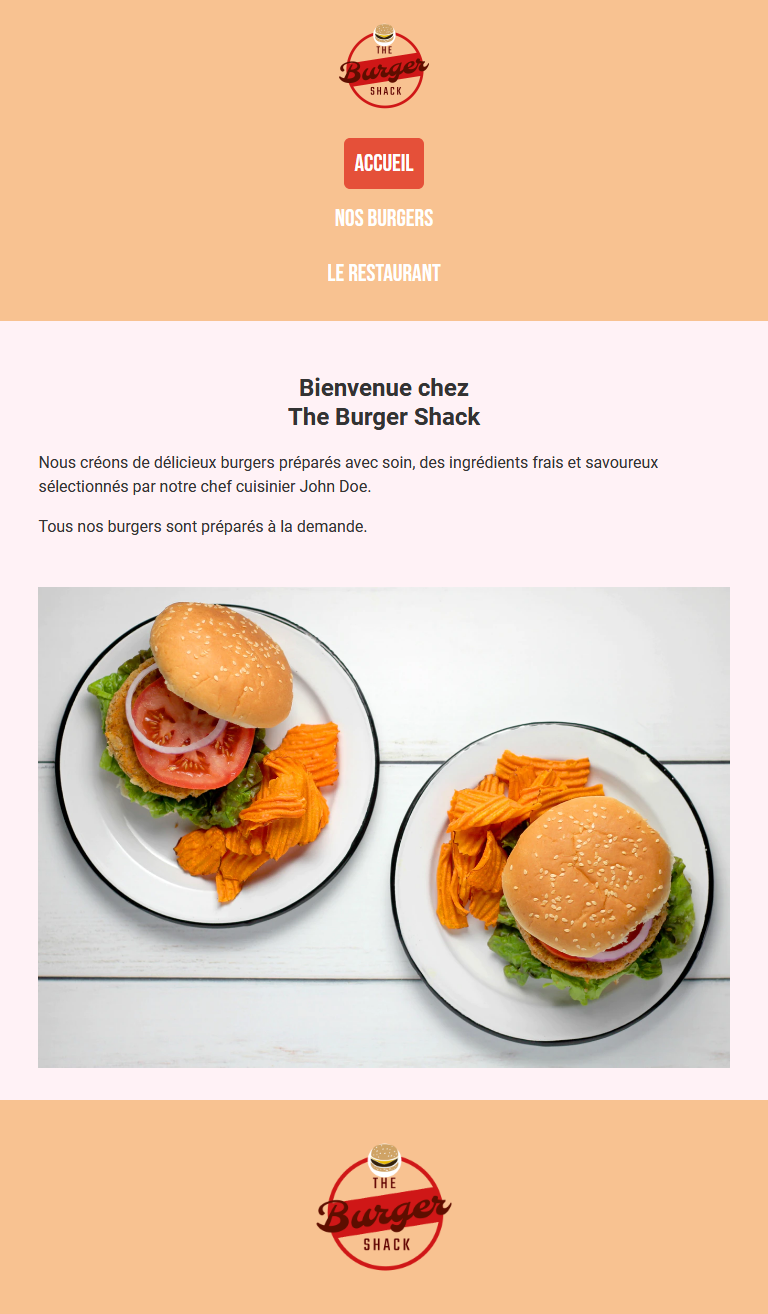 THE
Burger
SHACK
ACCUEIL
NOS BURGERS
LE RESTAURANT
Bienvenue chez
The Burger Shack
Nous créons de délicieux burgers préparés avec soin, des ingrédients frais et savoureux
sélectionnés par notre chef cuisinier John Doe.
Tous nos burgers sont préparés à la demande.
THE
Burger
SHACK